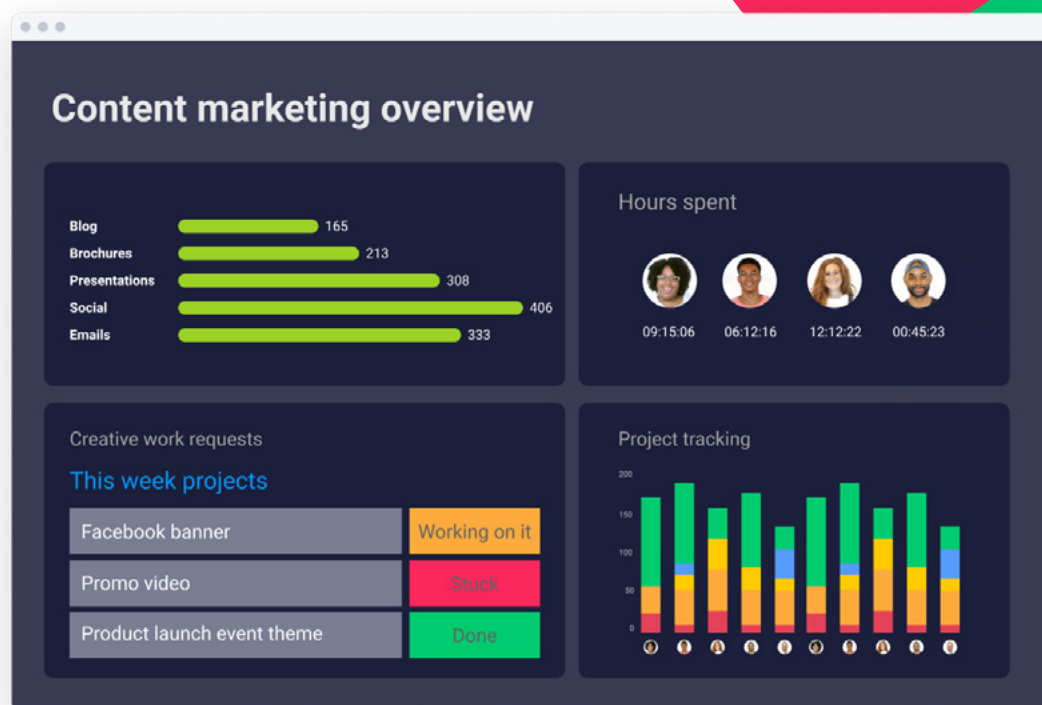 Content marketing overview
Blog 165
Brochures 213
Presentations 308
Social 406
Emails 333
Hours spent
09:15:06 06:12:16 12:12:22 00:45:23
Creative work requests
This week projects
Facebook banner Working on it
Promo video Stuck
Product launch event theme Done
Project tracking
200
150
100
50
0